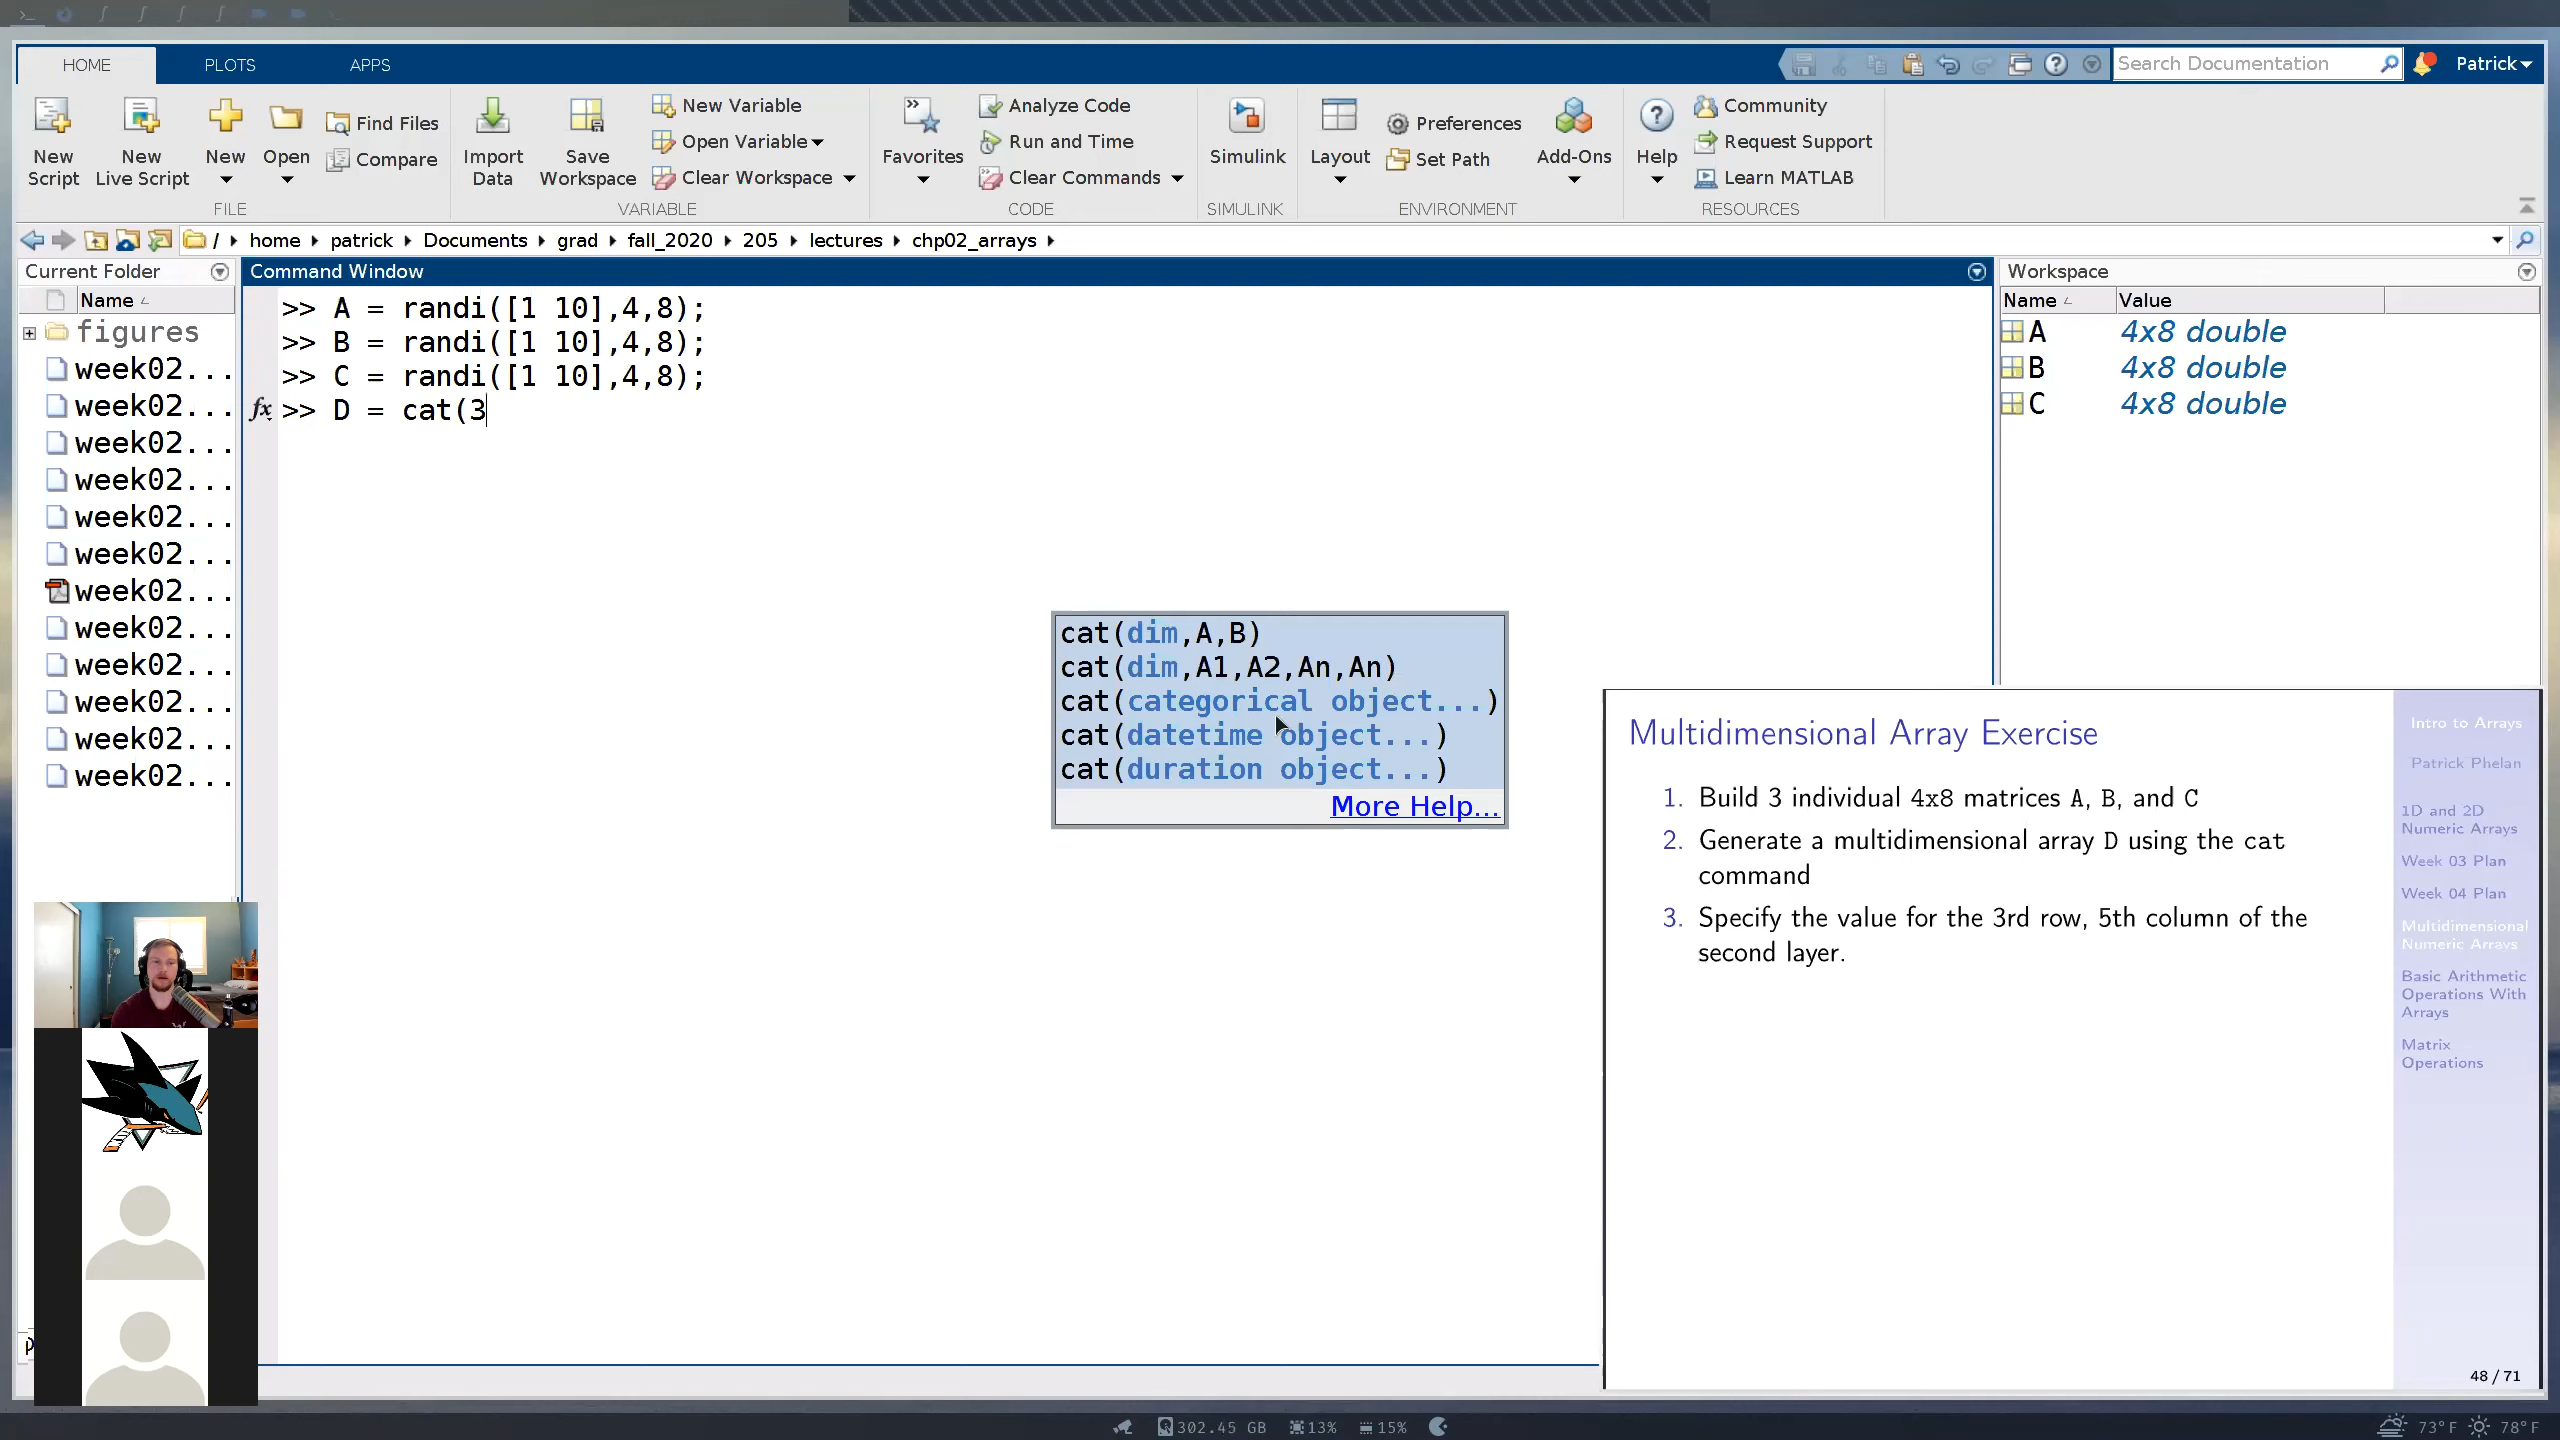 HOME
PLOTS
APPS
Search Documentation
Patrick
New Script
New Live Script
New
Open
Find Files
Compare
Import Data
Save Workspace
New Variable
Open Variable
Clear Workspace
Favorites
Analyze Code
Run and Time
Clear Commands
Simulink
Layout
Preferences
Set Path
Add-Ons
Help
Community
Request Support
Learn MATLAB
FILE
VARIABLE
CODE
SIMULINK
ENVIRONMENT
RESOURCES
/ home patrick Documents grad fall_2020 205 lectures chp02_arrays
Current Folder
Name
figures
week02...
week02...
week02...
week02...
week02...
week02...
week02...
week02...
week02...
week02...
week02...
week02...
Command Window
>> A = randi([1 10],4,8);
>> B = randi([1 10],4,8);
>> C = randi([1 10],4,8);
fx >> D = cat(3
cat(dim,A,B)
cat(dim,A1,A2,An,An)
cat(categorical object...)
cat(datetime object...)
cat(duration object...)
More Help...
Workspace
Name Value
A 4x8 double
B 4x8 double
C 4x8 double
Multidimensional Array Exercise
1. Build 3 individual 4x8 matrices A, B, and C
2. Generate a multidimensional array D using the cat
command
3. Specify the value for the 3rd row, 5th column of the
second layer.
Intro to Arrays
Patrick Phelan
1D and 2D
Numeric Arrays
Week 03 Plan
Week 04 Plan
Multidimensional
Numeric Arrays
Basic Arithmetic
Operations With
Arrays
Matrix
Operations
48 / 71
302.45 GB 13% 15%
73°F 78°F